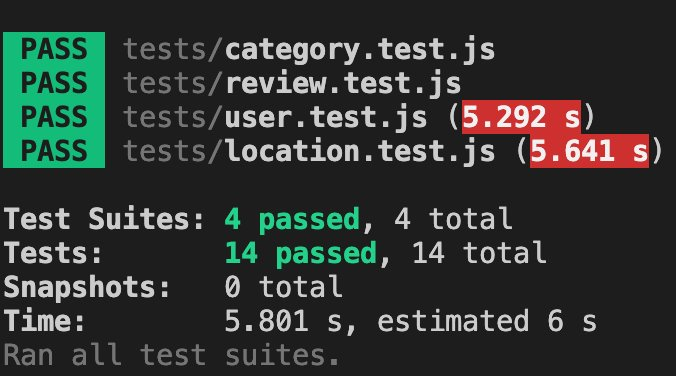 PASS tests/category.test.js
PASS tests/review.test.js
PASS tests/user.test.js (5.292 s)
PASS tests/location.test.js (5.641 s)
Test Suites: 4 passed, 4 total
Tests: 14 passed, 14 total
Snapshots: 0 total
Time: 5.801 s, estimated 6 s
Ran all test suites.